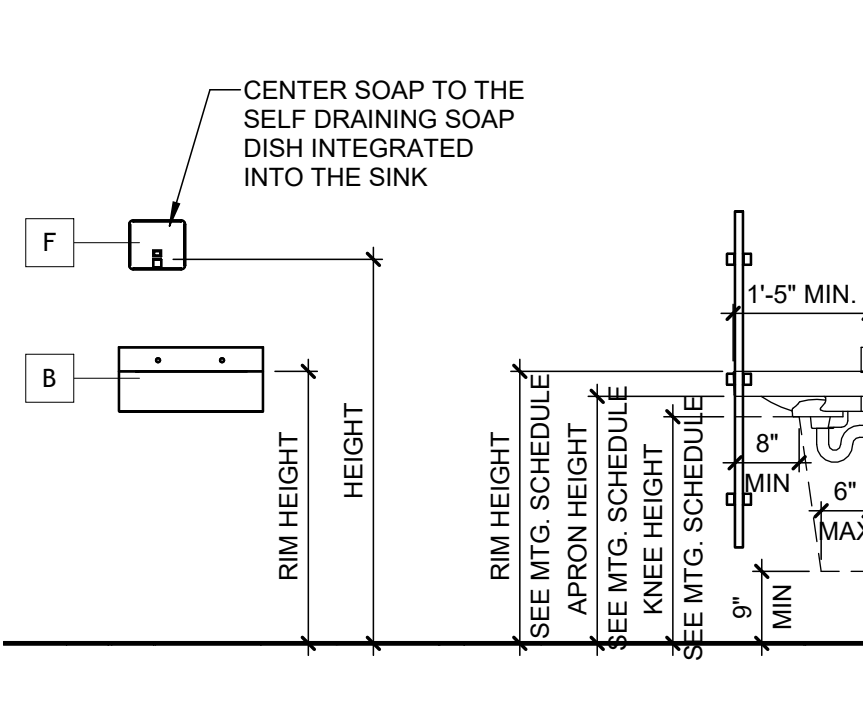 CENTER SOAP TO THE
SELF DRAINING SOAP
DISH INTEGRATED
INTO THE SINK
F
B
RIM HEIGHT
HEIGHT
RIM HEIGHT
SEE MTG. SCHEDULE
APRON HEIGHT
SEE MTG. SCHEDULE
KNEE HEIGHT
SEE MTG. SCHEDULE
1'-5" MIN.
8"
MIN
6"
MAX
9"
MIN